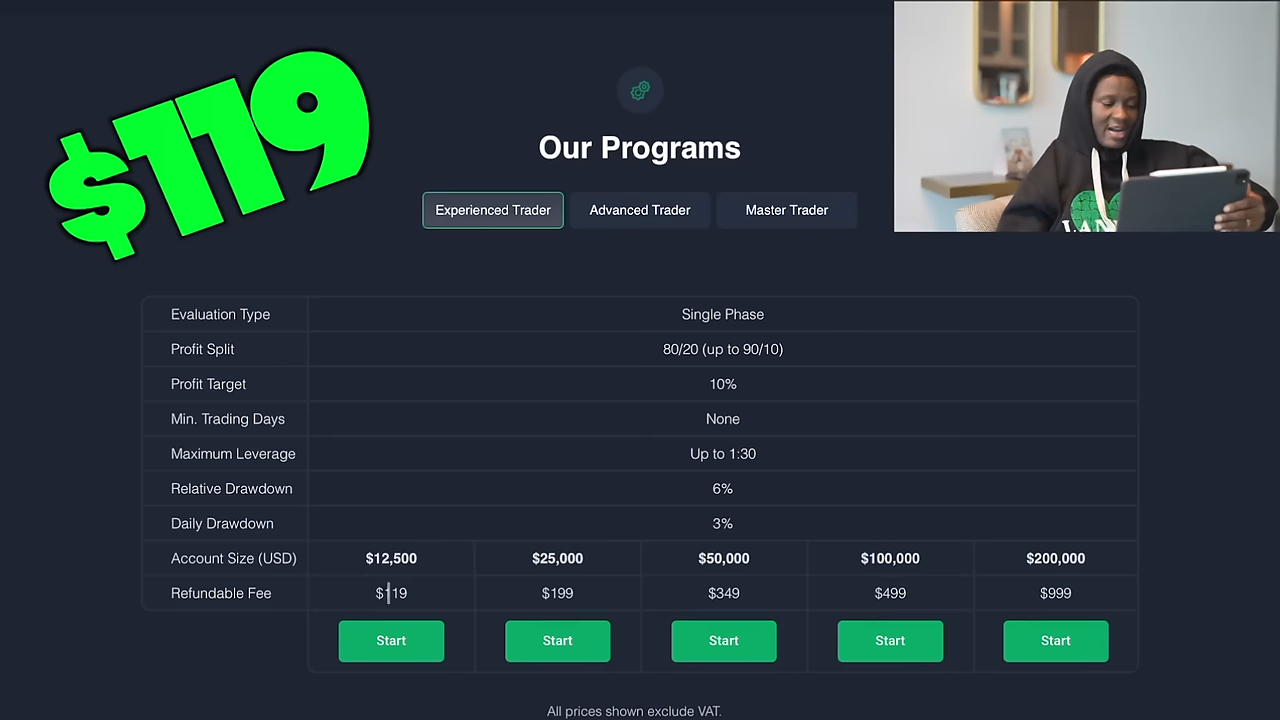 $119
Our Programs
Experienced Trader
Advanced Trader
Master Trader
LAN
Evaluation Type
Single Phase
Profit Split
80/20 (up to 90/10)
Profit Target
10%
Min. Trading Days
None
Maximum Leverage
Up to 1:30
Relative Drawdown
6%
Daily Drawdown
3%
Account Size (USD)
$12,500
$25,000
$50,000
$100,000
$200,000
Refundable Fee
$119
$199
$349
$499
$999
Start
Start
Start
Start
Start
All prices shown exclude VAT.